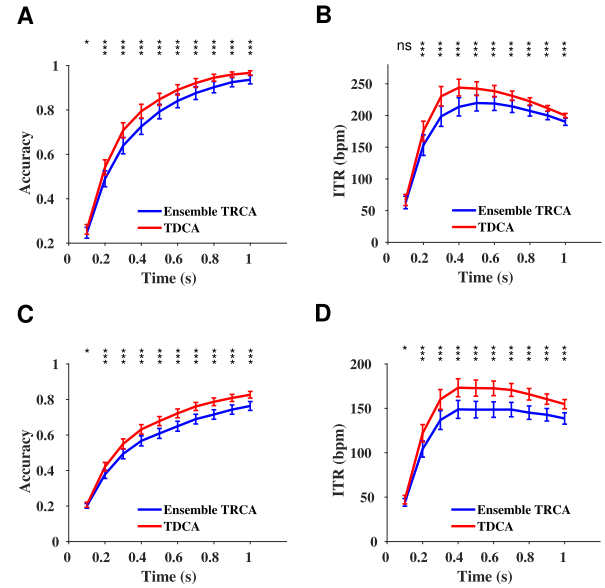 A
* *** *** *** *** *** *** *** *** ***
1
0.8
0.6
0.4
0.2
Accuracy
Ensemble TRCA
TDCA
0 0.2 0.4 0.6 0.8 1
Time (s)
B
ns *** *** *** *** *** *** *** *** ***
250
200
150
100
50
0
ITR (bpm)
Ensemble TRCA
TDCA
0 0.2 0.4 0.6 0.8 1
Time (s)
C
* *** *** *** *** *** *** *** *** ***
1
0.8
0.6
0.4
0.2
0
Accuracy
Ensemble TRCA
TDCA
0 0.2 0.4 0.6 0.8 1
Time (s)
D
* *** *** *** *** *** *** *** *** ***
200
150
100
50
0
ITR (bpm)
Ensemble TRCA
TDCA
0 0.2 0.4 0.6 0.8 1
Time (s)